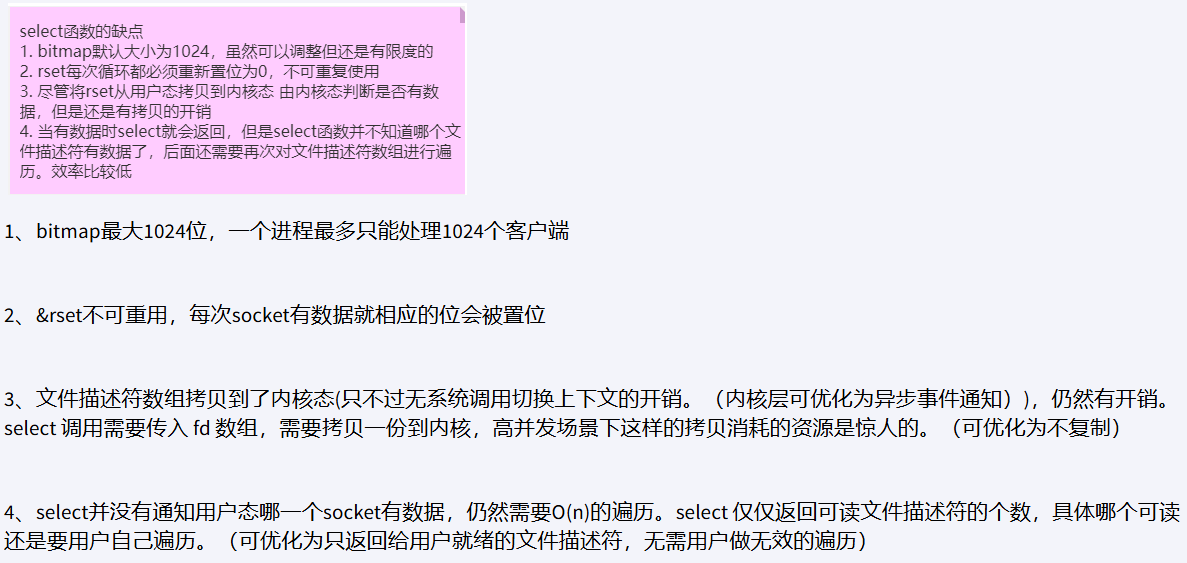 select函数的缺点
1. bitmap默认大小为1024，虽然可以调整但还是有限度的
2. rset每次循环都必须重新置位为0，不可重复使用
3. 尽管将rset从用户态拷贝到内核态 由内核态判断是否有数
据，但是还是有拷贝的开销
4. 当有数据时select就会返回，但是select函数并不知道哪个文
件描述符有数据了，后面还需要再次对文件描述符数组进行遍
历。效率比较低
1、bitmap最大1024位，一个进程最多只能处理1024个客户端
2、&rset不可重用，每次socket有数据就相应的位会被置位
3、文件描述符数组拷贝到了内核态(只不过无系统调用切换上下文的开销。（内核层可优化为异步事件通知）)，仍然有开销。
select 调用需要传入 fd 数组，需要拷贝一份到内核，高并发场景下这样的拷贝消耗的资源是惊人的。（可优化为不复制）
4、select并没有通知用户态哪一个socket有数据，仍然需要O(n)的遍历。select 仅仅返回可读文件描述符的个数，具体哪个可读
还是要用户自己遍历。（可优化为只返回给用户就绪的文件描述符，无需用户做无效的遍历）